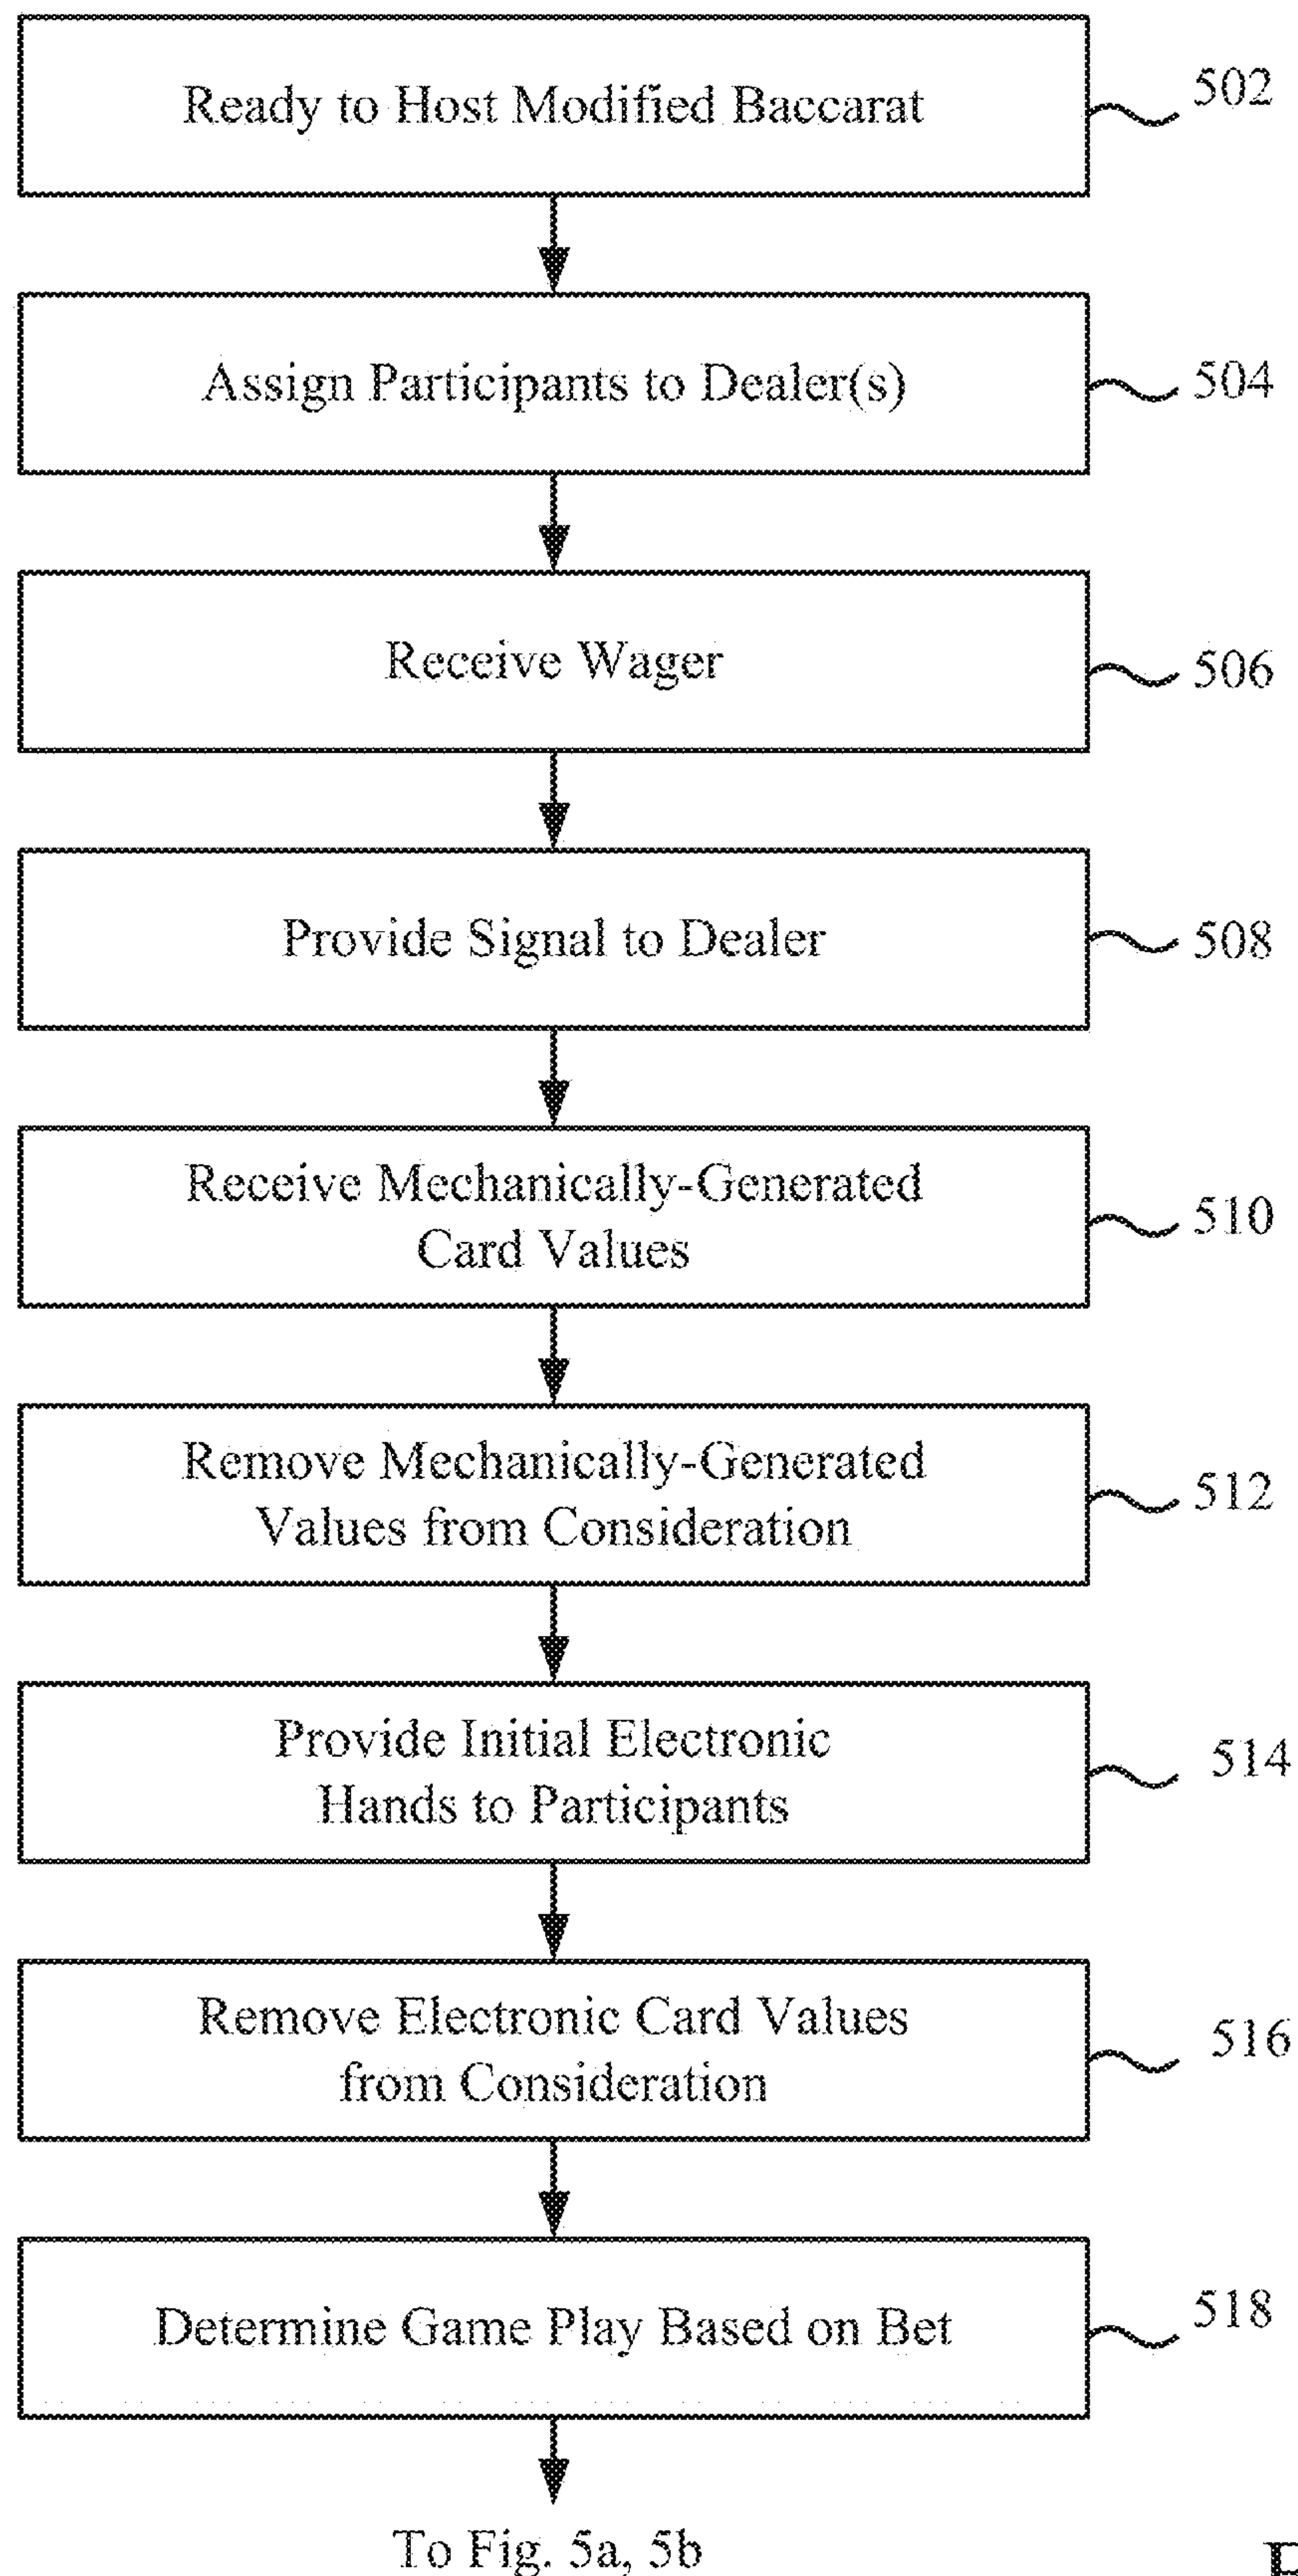 Ready to Host Modified Baccarat
502
Assign Participants to Dealer(s)
504
Receive Wager
506
Provide Signal to Dealer
508
Receive Mechanically-Generated
Card Values
510
Remove Mechanically-Generated
Values from Consideration
512
Provide Initial Electronic
Hands to Participants
514
Remove Electronic Card Values
from Consideration
516
Determine Game Play Based on Bet
518
To Fig. 5a, 5b